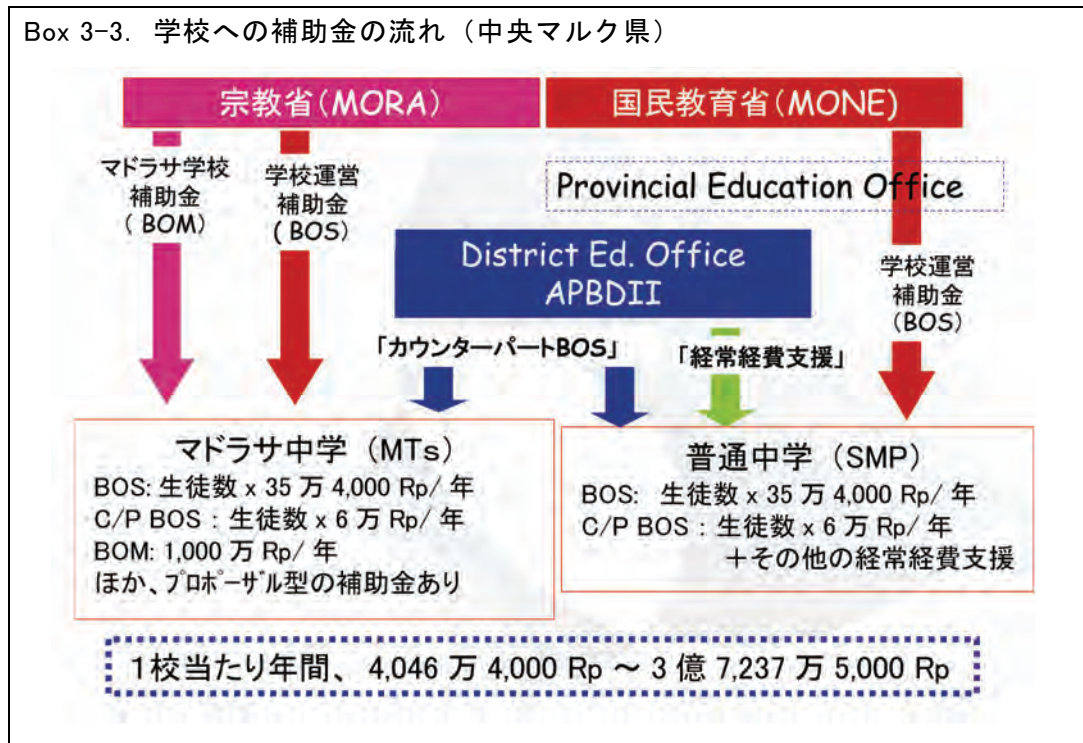 Box 3-3. 学校への補助金の流れ（中央マルク県）
宗教省（MORA）
国民教育省（MONE）
マドラサ学校
補助金
（BOM）
学校運営
補助金
（BOS）
Provincial Education Office
District Ed. Office
APBDII
学校運営
補助金
（BOS）
「カウンターパートBOS」
「経常経費支援」
マドラサ中学（MTs）
BOS: 生徒数 x 35 万 4,000 Rp/ 年
C/P BOS : 生徒数 x 6 万 Rp/ 年
BOM: 1,000 万 Rp/ 年
ほか、プロポーザル型の補助金あり
普通中学（SMP）
BOS: 生徒数 x 35 万 4,000 Rp/ 年
C/P BOS : 生徒数 x 6 万 Rp/ 年
＋その他の経常経費支援
１校当たり年間、 4,046 万 4,000 Rp ～ 3 億 7,237 万 5,000 Rp